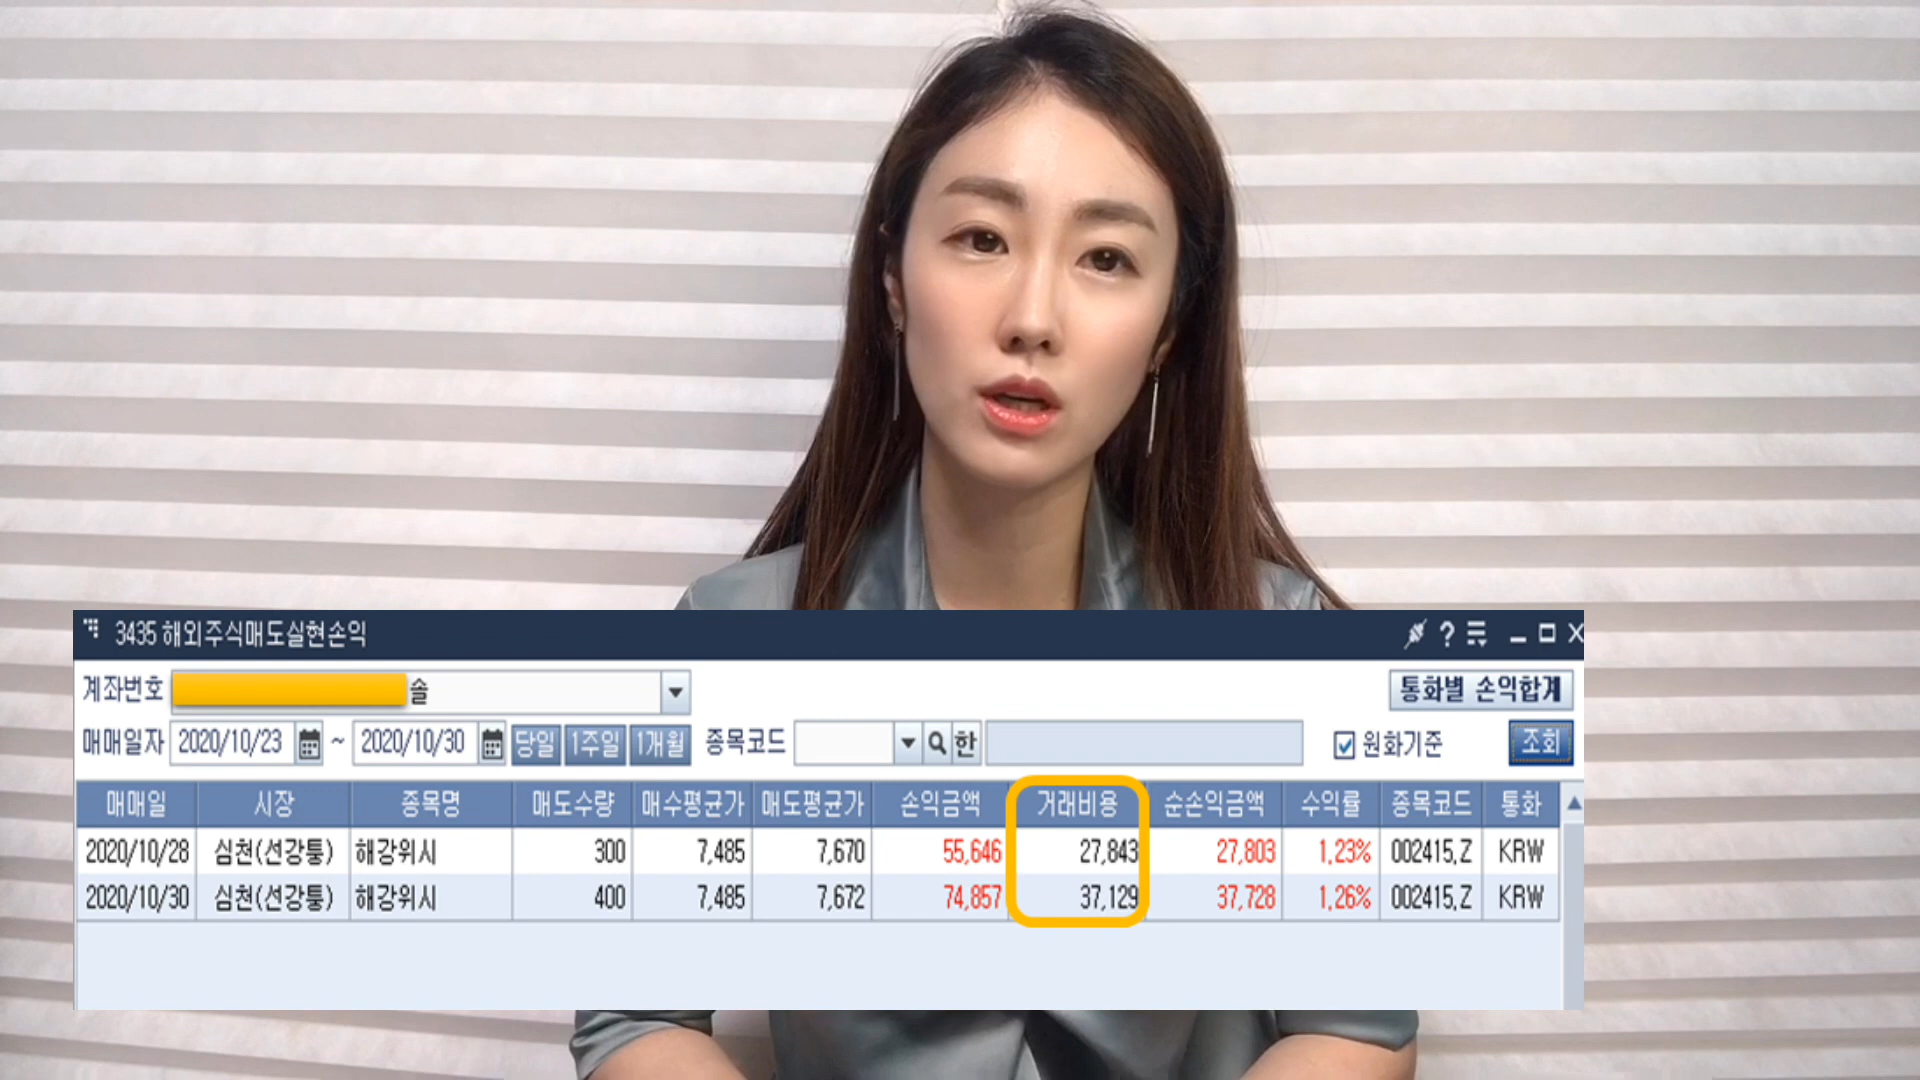 3435 해외주식매도실현손익
계좌번호 솔 통화별 손익합계
매매일자 2020/10/23 ~ 2020/10/30 当일 1주일 1개월 종목코드 한 원화기준 조회
매매일 시장 종목명 매도수량 매수평균가 매도평균가 손익금액 거래비용 순손익금액 수익률 종목코드 통화
2020/10/28 심천(선강퉁) 해강위시 300 7,485 7,670 55,646 27,843 27,803 1,23% 002415,Z KRW
2020/10/30 심천(선강퉁) 해강위시 400 7,485 7,672 74,857 37,129 37,728 1,26% 002415,Z KRW